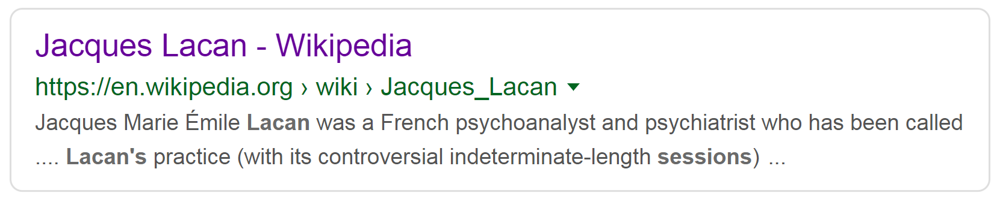 Jacques Lacan - Wikipedia
https://en.wikipedia.org › wiki › Jacques_Lacan
Jacques Marie Émile Lacan was a French psychoanalyst and psychiatrist who has been called
.... Lacan's practice (with its controversial indeterminate-length sessions) ...